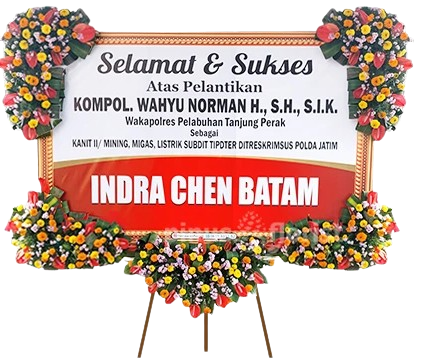 Selamat & Sukses
Atas Pelantikan
KOMPOL. WAHYU NORMAN H., S.H., S.I.K.
Wakapolres Pelabuhan Tanjung Perak
Sebagai
KANIT II/ MINING, MIGAS, LISTRIK SUBDIT TIPDTER DITRESKRIMSUS POLDA JATIM
INDRA CHEN BATAM